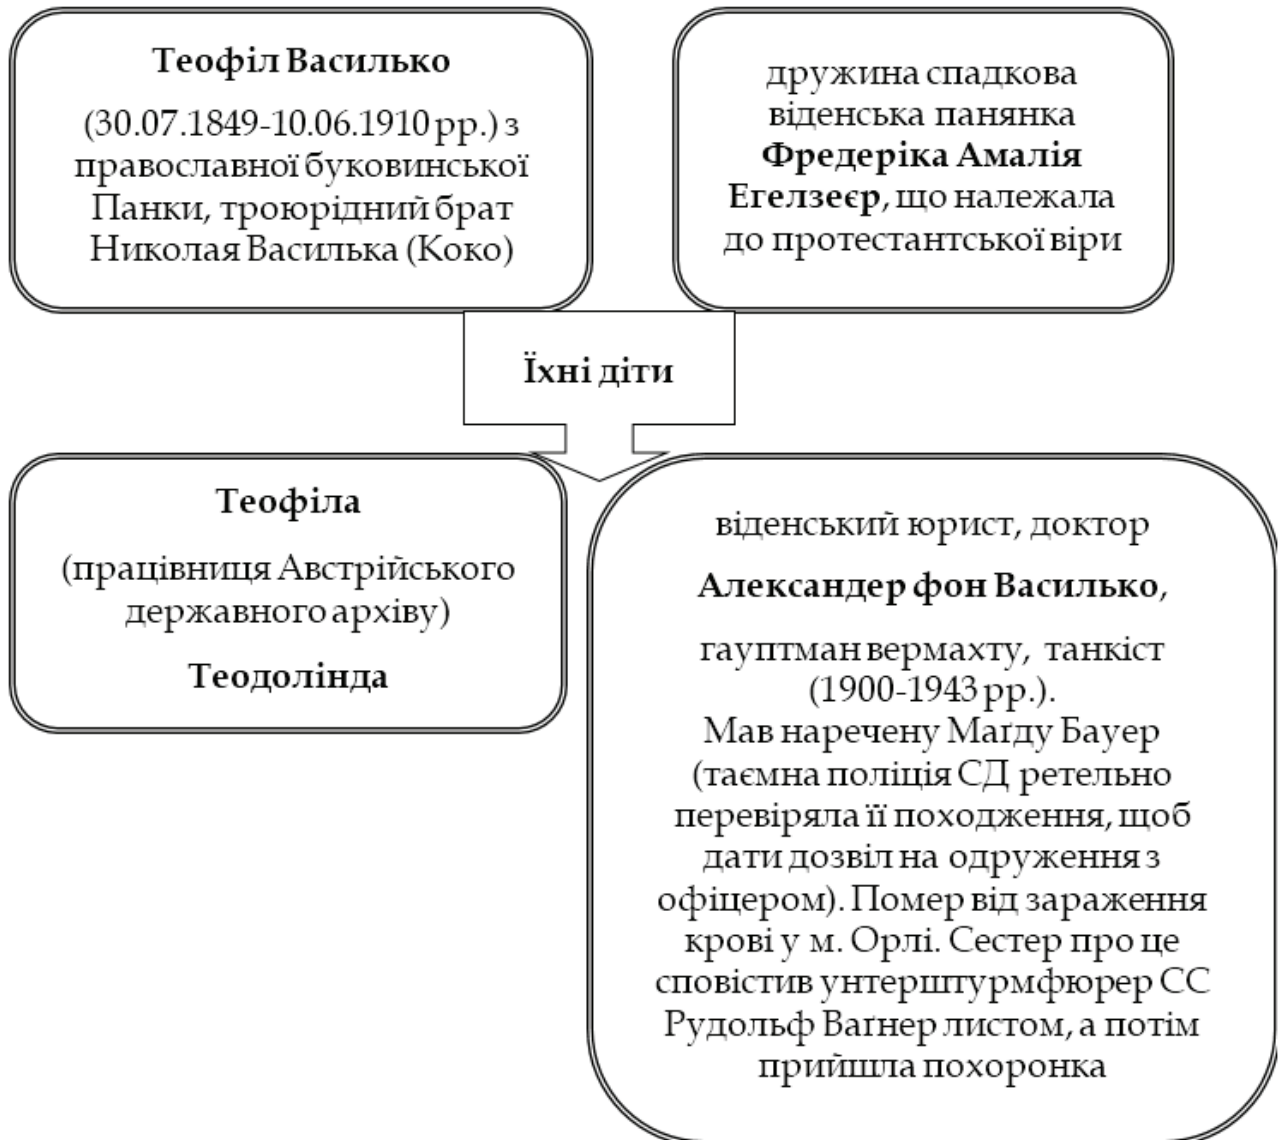 Теофіл Василько
(30.07.1849-10.06.1910 рр.) з
православної буковинської
Панки, троюрідний брат
Николая Василька (Коко)
дружина спадкова
віденська панянка
Фредеріка Амалія
Егелзеєр, що належала
до протестантської віри
Їхні діти
Теофіла
(працівниця Австрійського
державного архіву)
Теодолінда
віденський юрист, доктор
Александер фон Василько,
гауптман вермахту, танкіст
(1900-1943 рр.).
Мав наречену Маґду Бауер
(таємна поліція СД ретельно
перевіряла її походження, щоб
дати дозвіл на одруження з
офіцером). Помер від зараження
крові у м. Орлі. Сестер про це
сповістив унтерштурмфюрер СС
Рудольф Ваґнер листом, а потім
прийшла похоронка